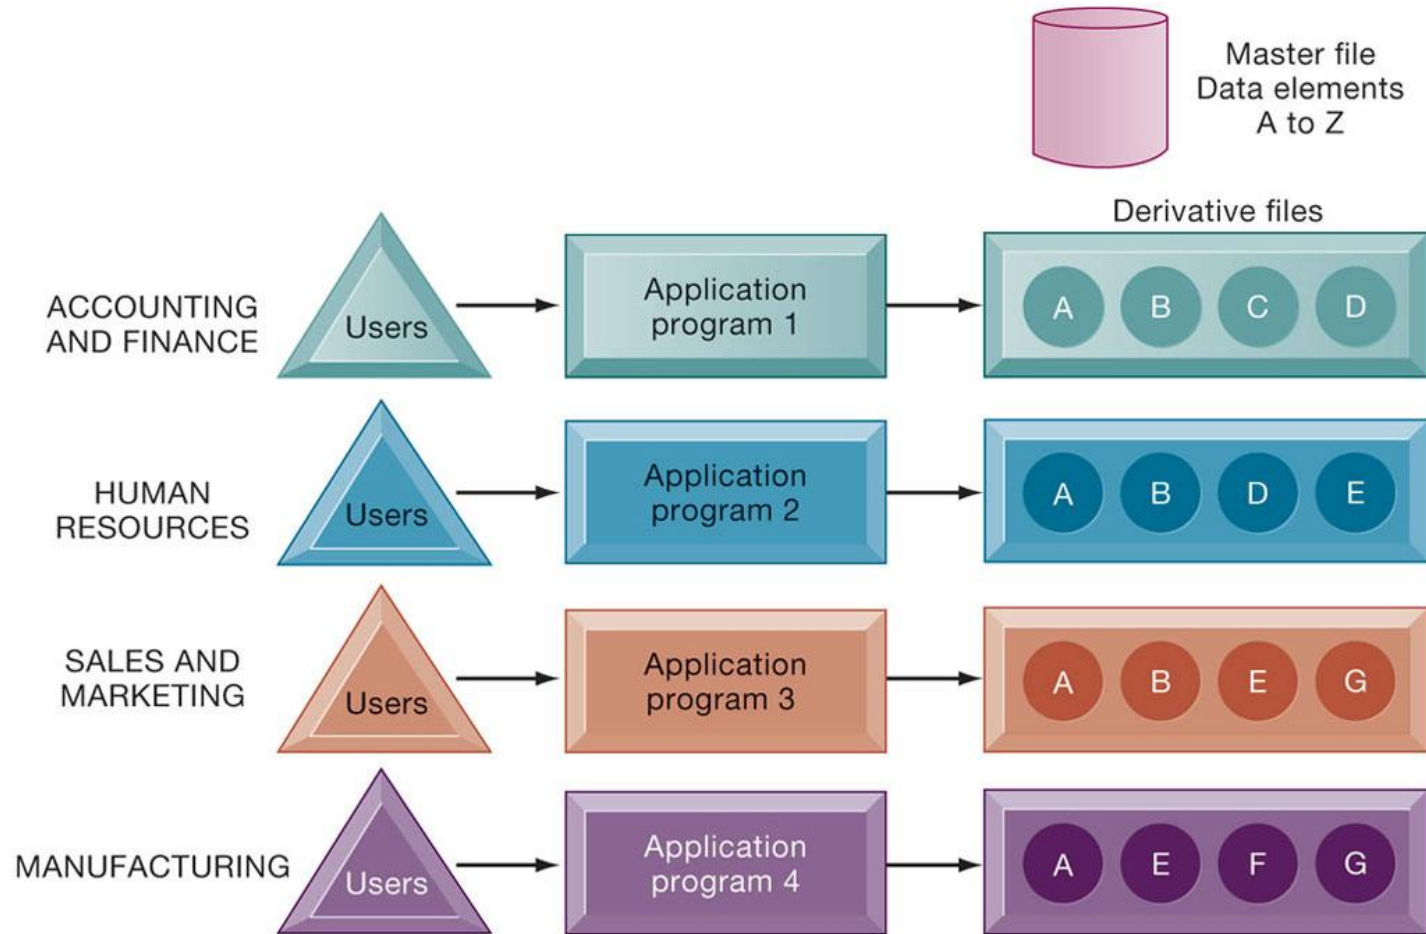 Master file
Data elements
A to Z
Derivative files
ACCOUNTING
AND FINANCE
Users
Application
program 1
A B C D
HUMAN
RESOURCES
Users
Application
program 2
A B D E
SALES AND
MARKETING
Users
Application
program 3
A B E G
MANUFACTURING
Users
Application
program 4
A E F G